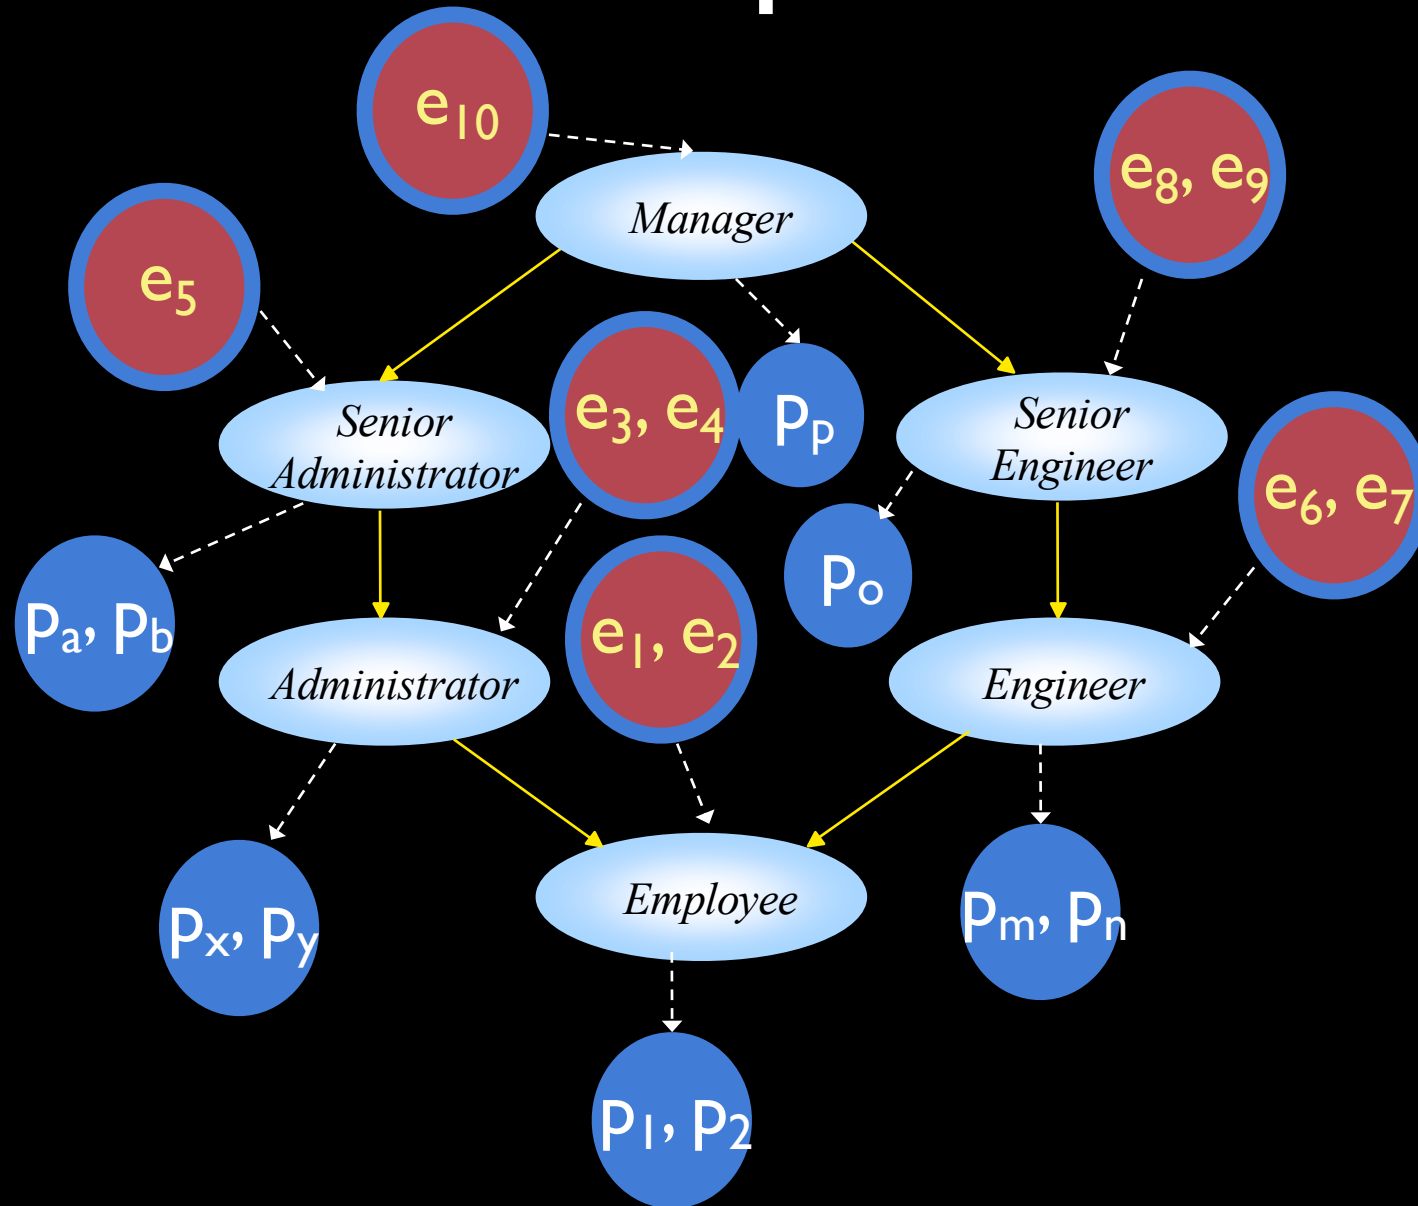 e10
Manager
e8, e9
e5
Senior
Administrator
e3, e4
pp
Senior
Engineer
e6, e7
po
pa, pb
Administrator
e1, e2
Engineer
px, py
Employee
pm, pn
p1, p2